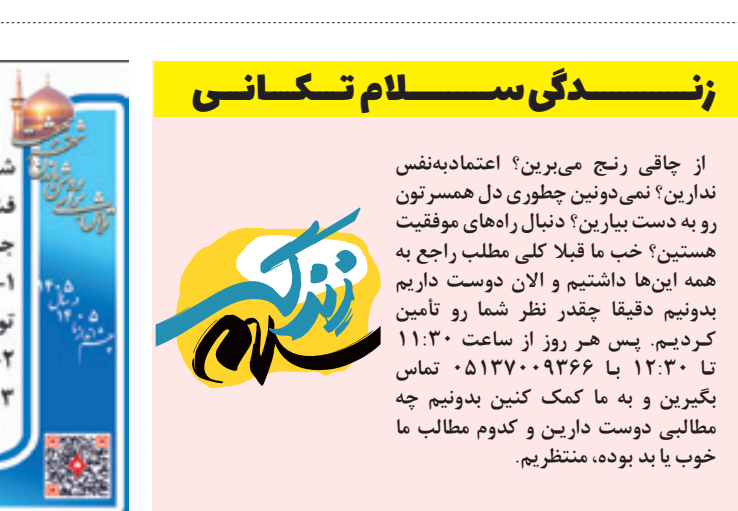 زنــــدگی ســـلام تــکــانــی
از چاقی رنج می‌برین؟ اعتمادبه‌نفس
ندارین؟ نمی‌دونین چطوری دل همسرتون
رو به دست بیارین؟ دنبال راه‌های موفقیت
هستین؟ خب ما قبلا کلی مطلب راجع به
همه این‌ها داشتیم و الان دوست داریم
بدونیم دقیقا چقدر نظر شما رو تأمین
کردیم. پس هر روز از ساعت ۱۱:۳۰
تا ۱۲:۳۰ با ۰۵۱۳۷۰۰۹۳۶۶ تماس
بگیرین و به ما کمک کنین بدونیم چه
مطالبی دوست دارین و کدوم مطالب ما
خوب یا بد بوده، منتظریم.
زندگی
سلام